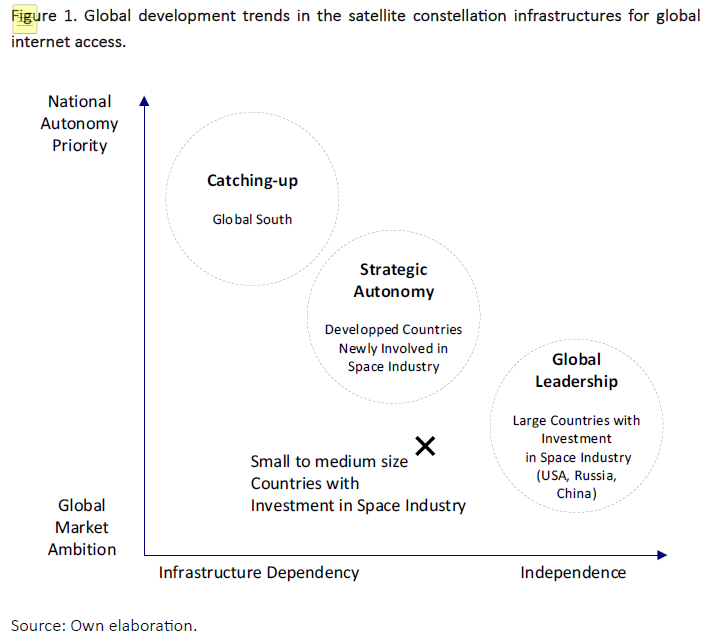 Figure 1. Global development trends in the satellite constellation infrastructures for global
internet access.
National
Autonomy
Priority
Catching-up
Global South
Strategic
Autonomy
Developped Countries
Newly Involved in
Space Industry
Global
Leadership
Large Countries with
Investment
in Space Industry
(USA, Russia,
China)
Small to medium size
Countries with
Investment in Space Industry
Global
Market
Ambition
Infrastructure Dependency
Independence
Source: Own elaboration.